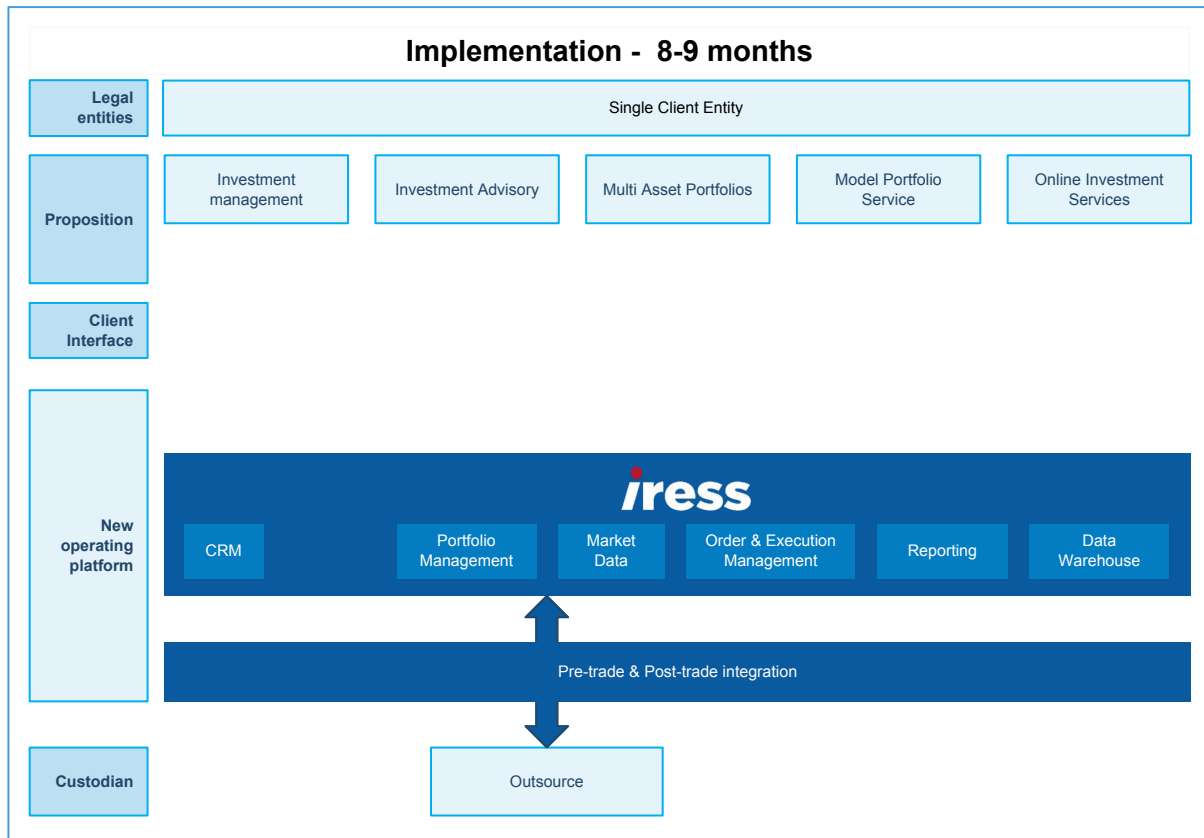 Implementation -  8-9 months
Legal
entities
Single Client Entity
Proposition
Investment
management
Investment Advisory
Multi Asset Portfolios
Model Portfolio
Service
Online Investment
Services
Client
Interface
New
operating
platform
iress
CRM
Portfolio
Management
Market
Data
Order & Execution
Management
Reporting
Data
Warehouse
Pre-trade & Post-trade integration
Custodian
Outsource